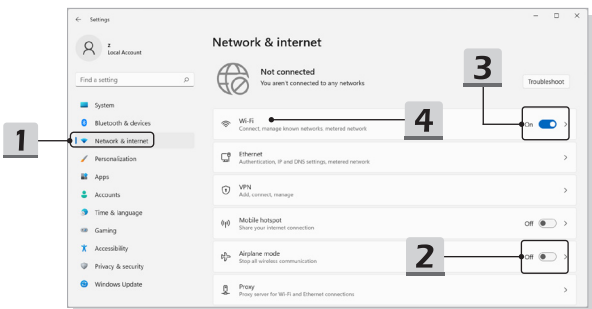 Settings
z
Local Account
Find a setting
System
Bluetooth & devices
Network & internet
Personalization
Apps
Accounts
Time & language
Gaming
Accessibility
Privacy & security
Windows Update
Network & internet
Not connected
You aren't connected to any networks
Troubleshoot
Wi-Fi
Connect, manage known networks, metered network
On
Ethernet
Authentication, IP and DNS settings, metered network
VPN
Add, connect, manage
Mobile hotspot
Share your internet connection
Off
Airplane mode
Stop all wireless communication
Off
Proxy
Proxy server for Wi-Fi and Ethernet connections
1
2
3
4